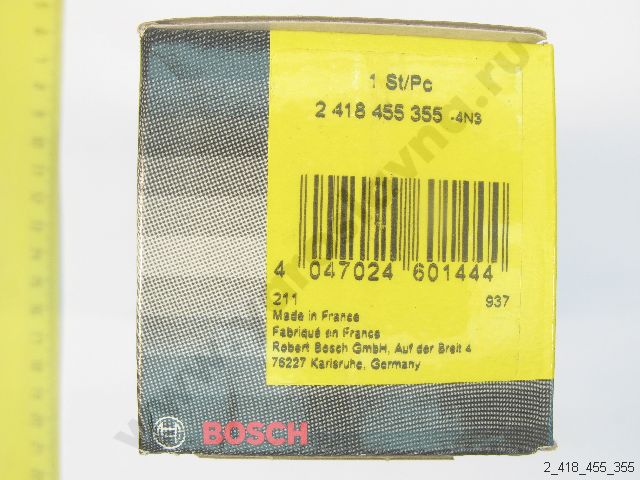 1 St/Pc
2 418 455 355 -4N3
4 047024 601444
211 937
Made in France
Fabriqué en France
Robert Bosch GmbH, Auf der Breit 4
76227 Karlsruhe, Germany
BOSCH
2_418_455_355